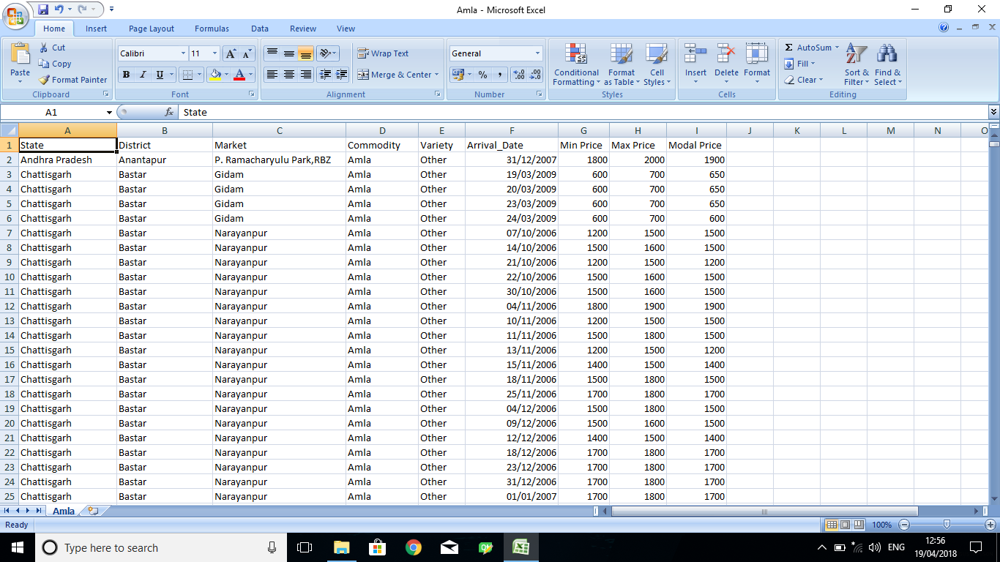 Amla - Microsoft Excel
Home Insert Page Layout Formulas Data Review View
Paste Cut Copy Format Painter
Calibri 11
B I U
A A
A
Wrap Text
Merge & Center
General
% ,
Conditional Formatting Format as Table Cell Styles
Insert Delete Format
Σ AutoSum Fill Clear
Sort & Filter Find & Select
Clipboard Font Alignment Number Styles Cells Editing
A1 fx State
A B C D E F G H I J K L M N O
1 State District Market Commodity Variety Arrival_Date Min Price Max Price Modal Price
2 Andhra Pradesh Anantapur P. Ramacharyulu Park,RBZ Amla Other 31/12/2007 1800 2000 1900
3 Chattisgarh Bastar Gidam Amla Other 19/03/2009 600 700 650
4 Chattisgarh Bastar Gidam Amla Other 20/03/2009 600 700 650
5 Chattisgarh Bastar Gidam Amla Other 23/03/2009 600 700 650
6 Chattisgarh Bastar Gidam Amla Other 24/03/2009 600 700 600
7 Chattisgarh Bastar Narayanpur Amla Other 07/10/2006 1200 1500 1500
8 Chattisgarh Bastar Narayanpur Amla Other 14/10/2006 1500 1600 1500
9 Chattisgarh Bastar Narayanpur Amla Other 21/10/2006 1200 1500 1200
10 Chattisgarh Bastar Narayanpur Amla Other 22/10/2006 1500 1600 1500
11 Chattisgarh Bastar Narayanpur Amla Other 30/10/2006 1500 1600 1500
12 Chattisgarh Bastar Narayanpur Amla Other 04/11/2006 1800 1900 1900
13 Chattisgarh Bastar Narayanpur Amla Other 10/11/2006 1200 1500 1500
14 Chattisgarh Bastar Narayanpur Amla Other 11/11/2006 1500 1800 1500
15 Chattisgarh Bastar Narayanpur Amla Other 13/11/2006 1200 1500 1200
16 Chattisgarh Bastar Narayanpur Amla Other 15/11/2006 1400 1500 1400
17 Chattisgarh Bastar Narayanpur Amla Other 18/11/2006 1500 1800 1500
18 Chattisgarh Bastar Narayanpur Amla Other 25/11/2006 1700 1800 1700
19 Chattisgarh Bastar Narayanpur Amla Other 04/12/2006 1500 1800 1500
20 Chattisgarh Bastar Narayanpur Amla Other 09/12/2006 1500 1600 1500
21 Chattisgarh Bastar Narayanpur Amla Other 12/12/2006 1400 1500 1400
22 Chattisgarh Bastar Narayanpur Amla Other 18/12/2006 1700 1800 1700
23 Chattisgarh Bastar Narayanpur Amla Other 23/12/2006 1700 1800 1700
24 Chattisgarh Bastar Narayanpur Amla Other 31/12/2006 1700 1800 1700
25 Chattisgarh Bastar Narayanpur Amla Other 01/01/2007 1700 1800 1700
Amla
Ready 100%
Type here to search
ENG 12:56
19/04/2018